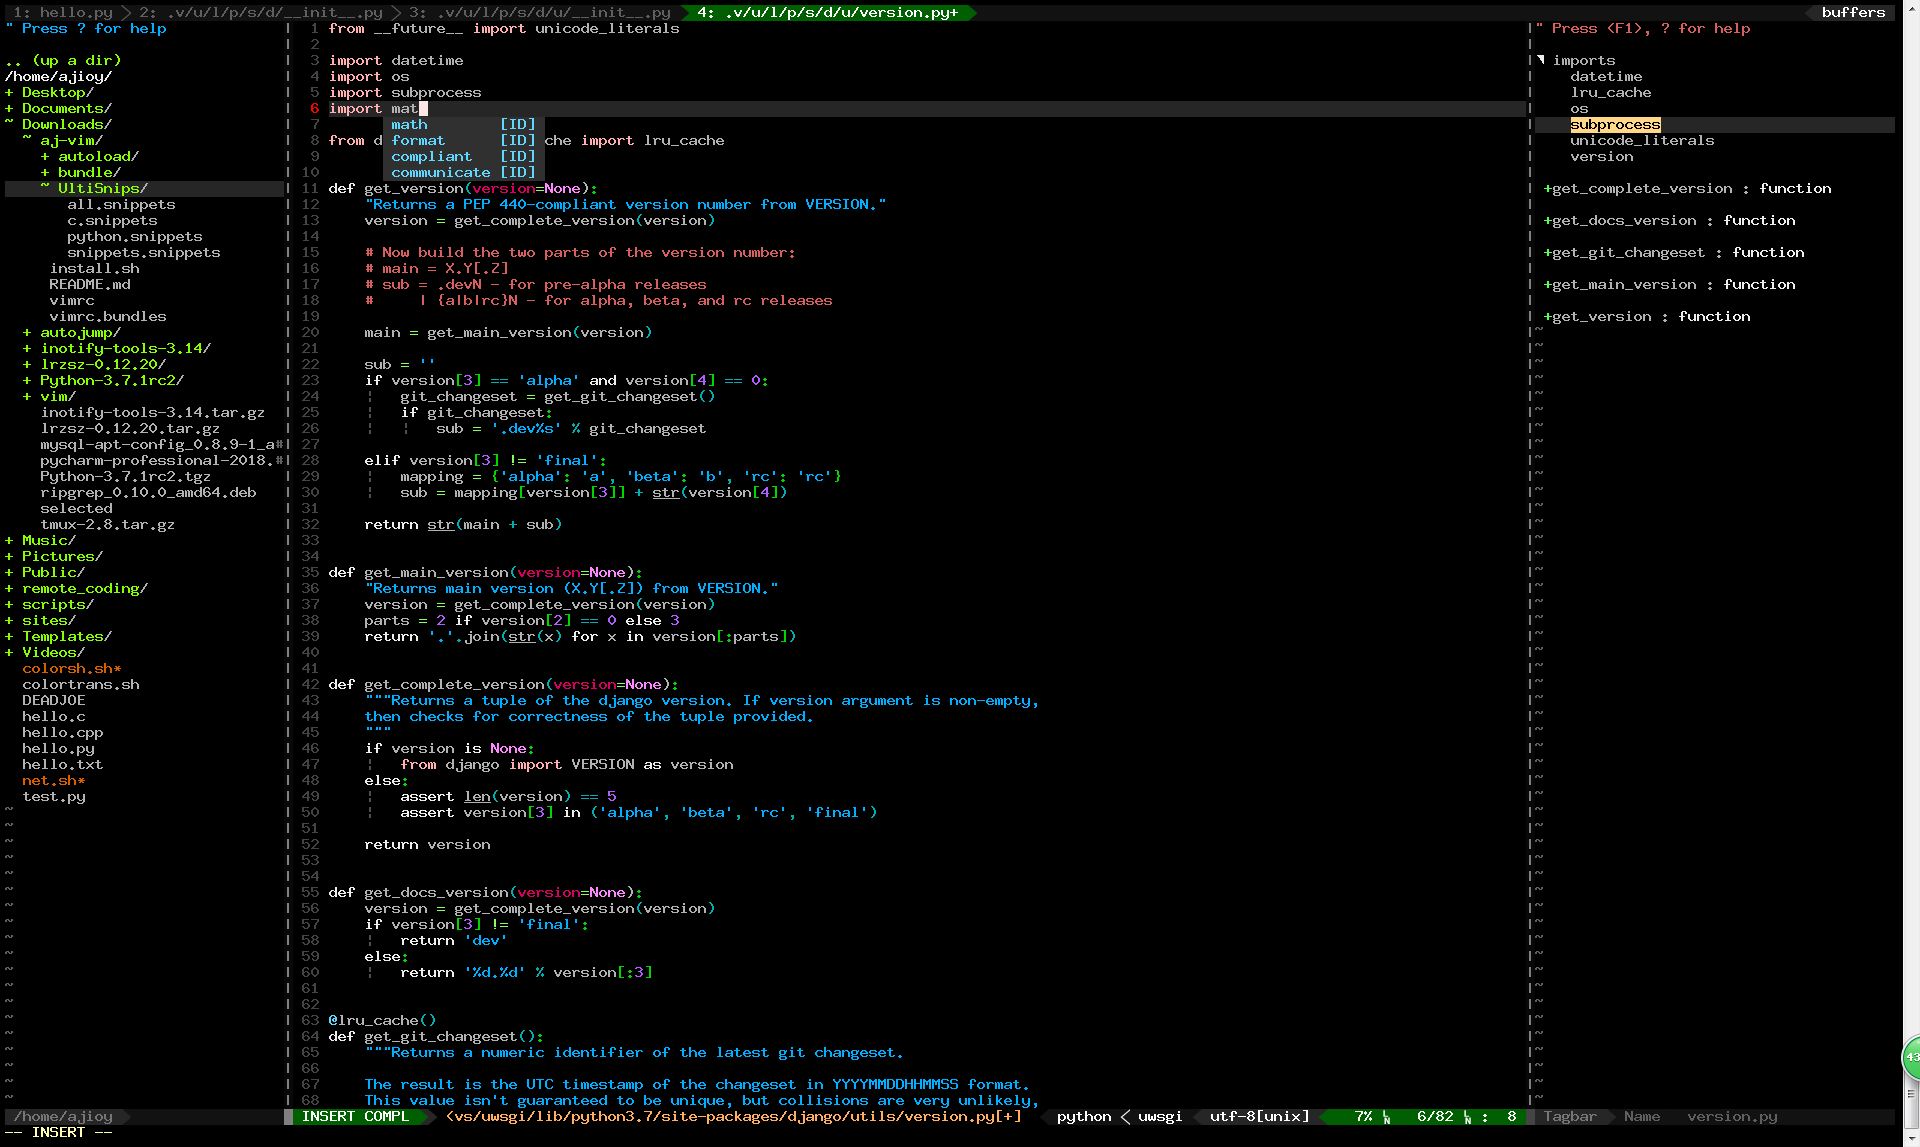 1: hello.py > 2: .v/u/l/p/s/d/__init__.py > 3: .v/u/l/p/s/d/u/__init__.py 4: .v/u/l/p/s/d/u/version.py+ buffers
" Press ? for help
.. (up a dir)
/home/ajioy/
+ Desktop/
+ Documents/
~ Downloads/
~ aj-vim/
+ autoload/
+ bundle/
~ UltiSnips/
all.snippets
c.snippets
python.snippets
snippets.snippets
install.sh
README.md
vimrc
vimrc.bundles
+ autojump/
+ inotify-tools-3.14/
+ lrzsz-0.12.20/
+ Python-3.7.1rc2/
+ vim/
inotify-tools-3.14.tar.gz
lrzsz-0.12.20.tar.gz
mysql-apt-config_0.8.9-1_a#
pycharm-professional-2018.#
Python-3.7.1rc2.tgz
ripgrep_0.10.0_amd64.deb
selected
tmux-2.8.tar.gz
+ Music/
+ Pictures/
+ Public/
+ remote_coding/
+ scripts/
+ sites/
+ Templates/
+ Videos/
colorsh.sh*
colortrans.sh
DEADJOE
hello.c
hello.cpp
hello.py
hello.txt
net.sh*
test.py
/home/ajioy
1 from __future__ import unicode_literals
2
3 import datetime
4 import os
5 import subprocess
6 import mat
math [ID]
format [ID]
compliant [ID]
communicate [ID]
7
8 from d che import lru_cache
9
10
11 def get_version(version=None):
12 "Returns a PEP 440-compliant version number from VERSION."
13 version = get_complete_version(version)
14
15 # Now build the two parts of the version number:
16 # main = X.Y[.Z]
17 # sub = .devN - for pre-alpha releases
18 # | {a|b|rc}N - for alpha, beta, and rc releases
19
20 main = get_main_version(version)
21
22 sub = ''
23 if version[3] == 'alpha' and version[4] == 0:
24 ¦ git_changeset = get_git_changeset()
25 ¦ if git_changeset:
26 ¦ ¦ sub = '.dev%s' % git_changeset
27
28 elif version[3] != 'final':
29 ¦ mapping = {'alpha': 'a', 'beta': 'b', 'rc': 'rc'}
30 ¦ sub = mapping[version[3]] + str(version[4])
31
32 return str(main + sub)
33
34
35 def get_main_version(version=None):
36 "Returns main version (X.Y[.Z]) from VERSION."
37 version = get_complete_version(version)
38 parts = 2 if version[2] == 0 else 3
39 return '.'.join(str(x) for x in version[:parts])
40
41
42 def get_complete_version(version=None):
43 """Returns a tuple of the django version. If version argument is non-empty,
44 then checks for correctness of the tuple provided.
45 """
46 if version is None:
47 ¦ from django import VERSION as version
48 else:
49 ¦ assert len(version) == 5
50 ¦ assert version[3] in ('alpha', 'beta', 'rc', 'final')
51
52 return version
53
54
55 def get_docs_version(version=None):
56 version = get_complete_version(version)
57 if version[3] != 'final':
58 ¦ return 'dev'
59 else:
60 ¦ return '%d.%d' % version[:3]
61
62
63 @lru_cache()
64 def get_git_changeset():
65 """Returns a numeric identifier of the latest git changeset.
66
67 The result is the UTC timestamp of the changeset in YYYYMMDDHHMMSS format.
68 This value isn't guaranteed to be unique, but collisions are very unlikely,
INSERT COMPL <vs/uwsgi/lib/python3.7/site-packages/django/utils/version.py[+] python < uwsgi utf-8[unix] 7% 6/82 : 8
" Press <F1>, ? for help
▼ imports
datetime
lru_cache
os
subprocess
unicode_literals
version
+get_complete_version : function
+get_docs_version : function
+get_git_changeset : function
+get_main_version : function
+get_version : function
43
Tagbar Name version.py
-- INSERT --